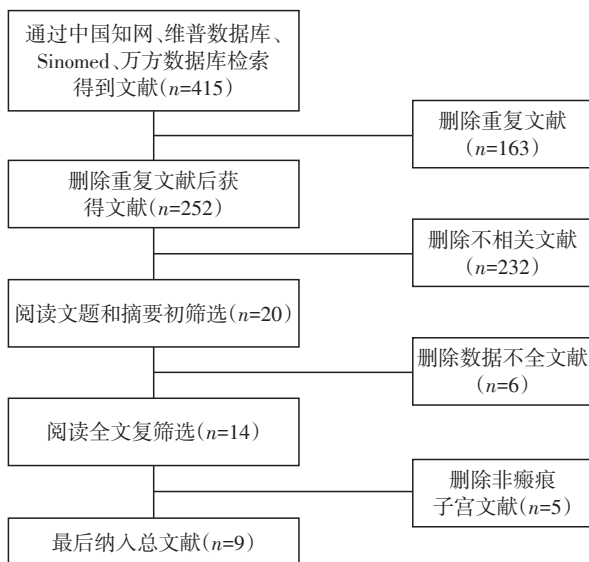 通过中国知网、维普数据库、
Sinomed、万方数据库检索
得到文献(n=415)
删除重复文献
(n=163)
删除重复文献后获
得文献(n=252)
删除不相关文献
(n=232)
阅读文题和摘要初筛选(n=20)
删除数据不全文献
(n=6)
阅读全文复筛选(n=14)
删除非瘢痕
子宫文献(n=5)
最后纳入总文献(n=9)